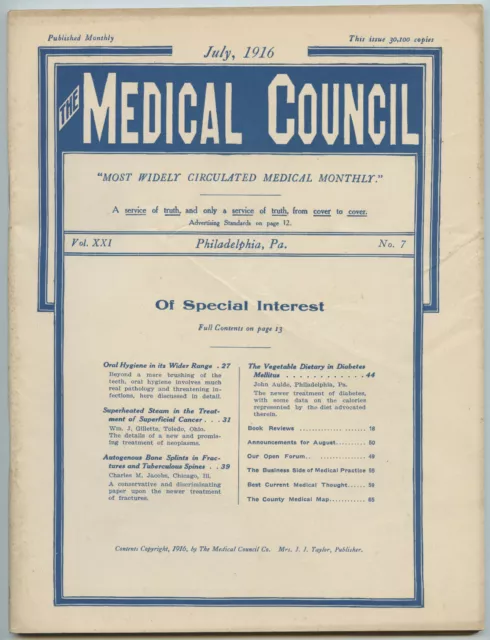 Published Monthly
This issue 30,100 copies
July, 1916
THE
MEDICAL COUNCIL
"MOST WIDELY CIRCULATED MEDICAL MONTHLY."
A service of truth, and only a service of truth, from cover to cover.
Advertising Standards on page 12.
Vol. XXI
Philadelphia, Pa.
No. 7
Of Special Interest
Full Contents on page 13
Oral Hygiene in its Wider Range . 27
Beyond a mere brushing of the
teeth, oral hygiene involves much
real pathology and threatening in-
fections, here discussed in detail.
Superheated Steam in the Treat-
ment of Superficial Cancer . . . 31
Wm. J. Gillette, Toledo, Ohio.
The details of a new and promis-
ing treatment of neoplasms.
Autogenous Bone Splints in Frac-
tures and Tuberculous Spines . . 39
Charles M. Jacobs, Chicago, Ill.
A conservative and discriminating
paper upon the newer treatment
of fractures.
The Vegetable Dietary in Diabetes
Mellitus . . . . . . . . . . . . 44
John Aulde, Philadelphia, Pa.
The newer treatment of diabetes,
with some data on the calories
represented by the diet advocated
therein.
Book Reviews
Announcements for August
Our Open Forum
The Business Side of Medical Practice
Best Current Medical Thought
The County Medical Map
Contents Copyright, 1916, by The Medical Council Co. Mrs. J. J. Taylor, Publisher.